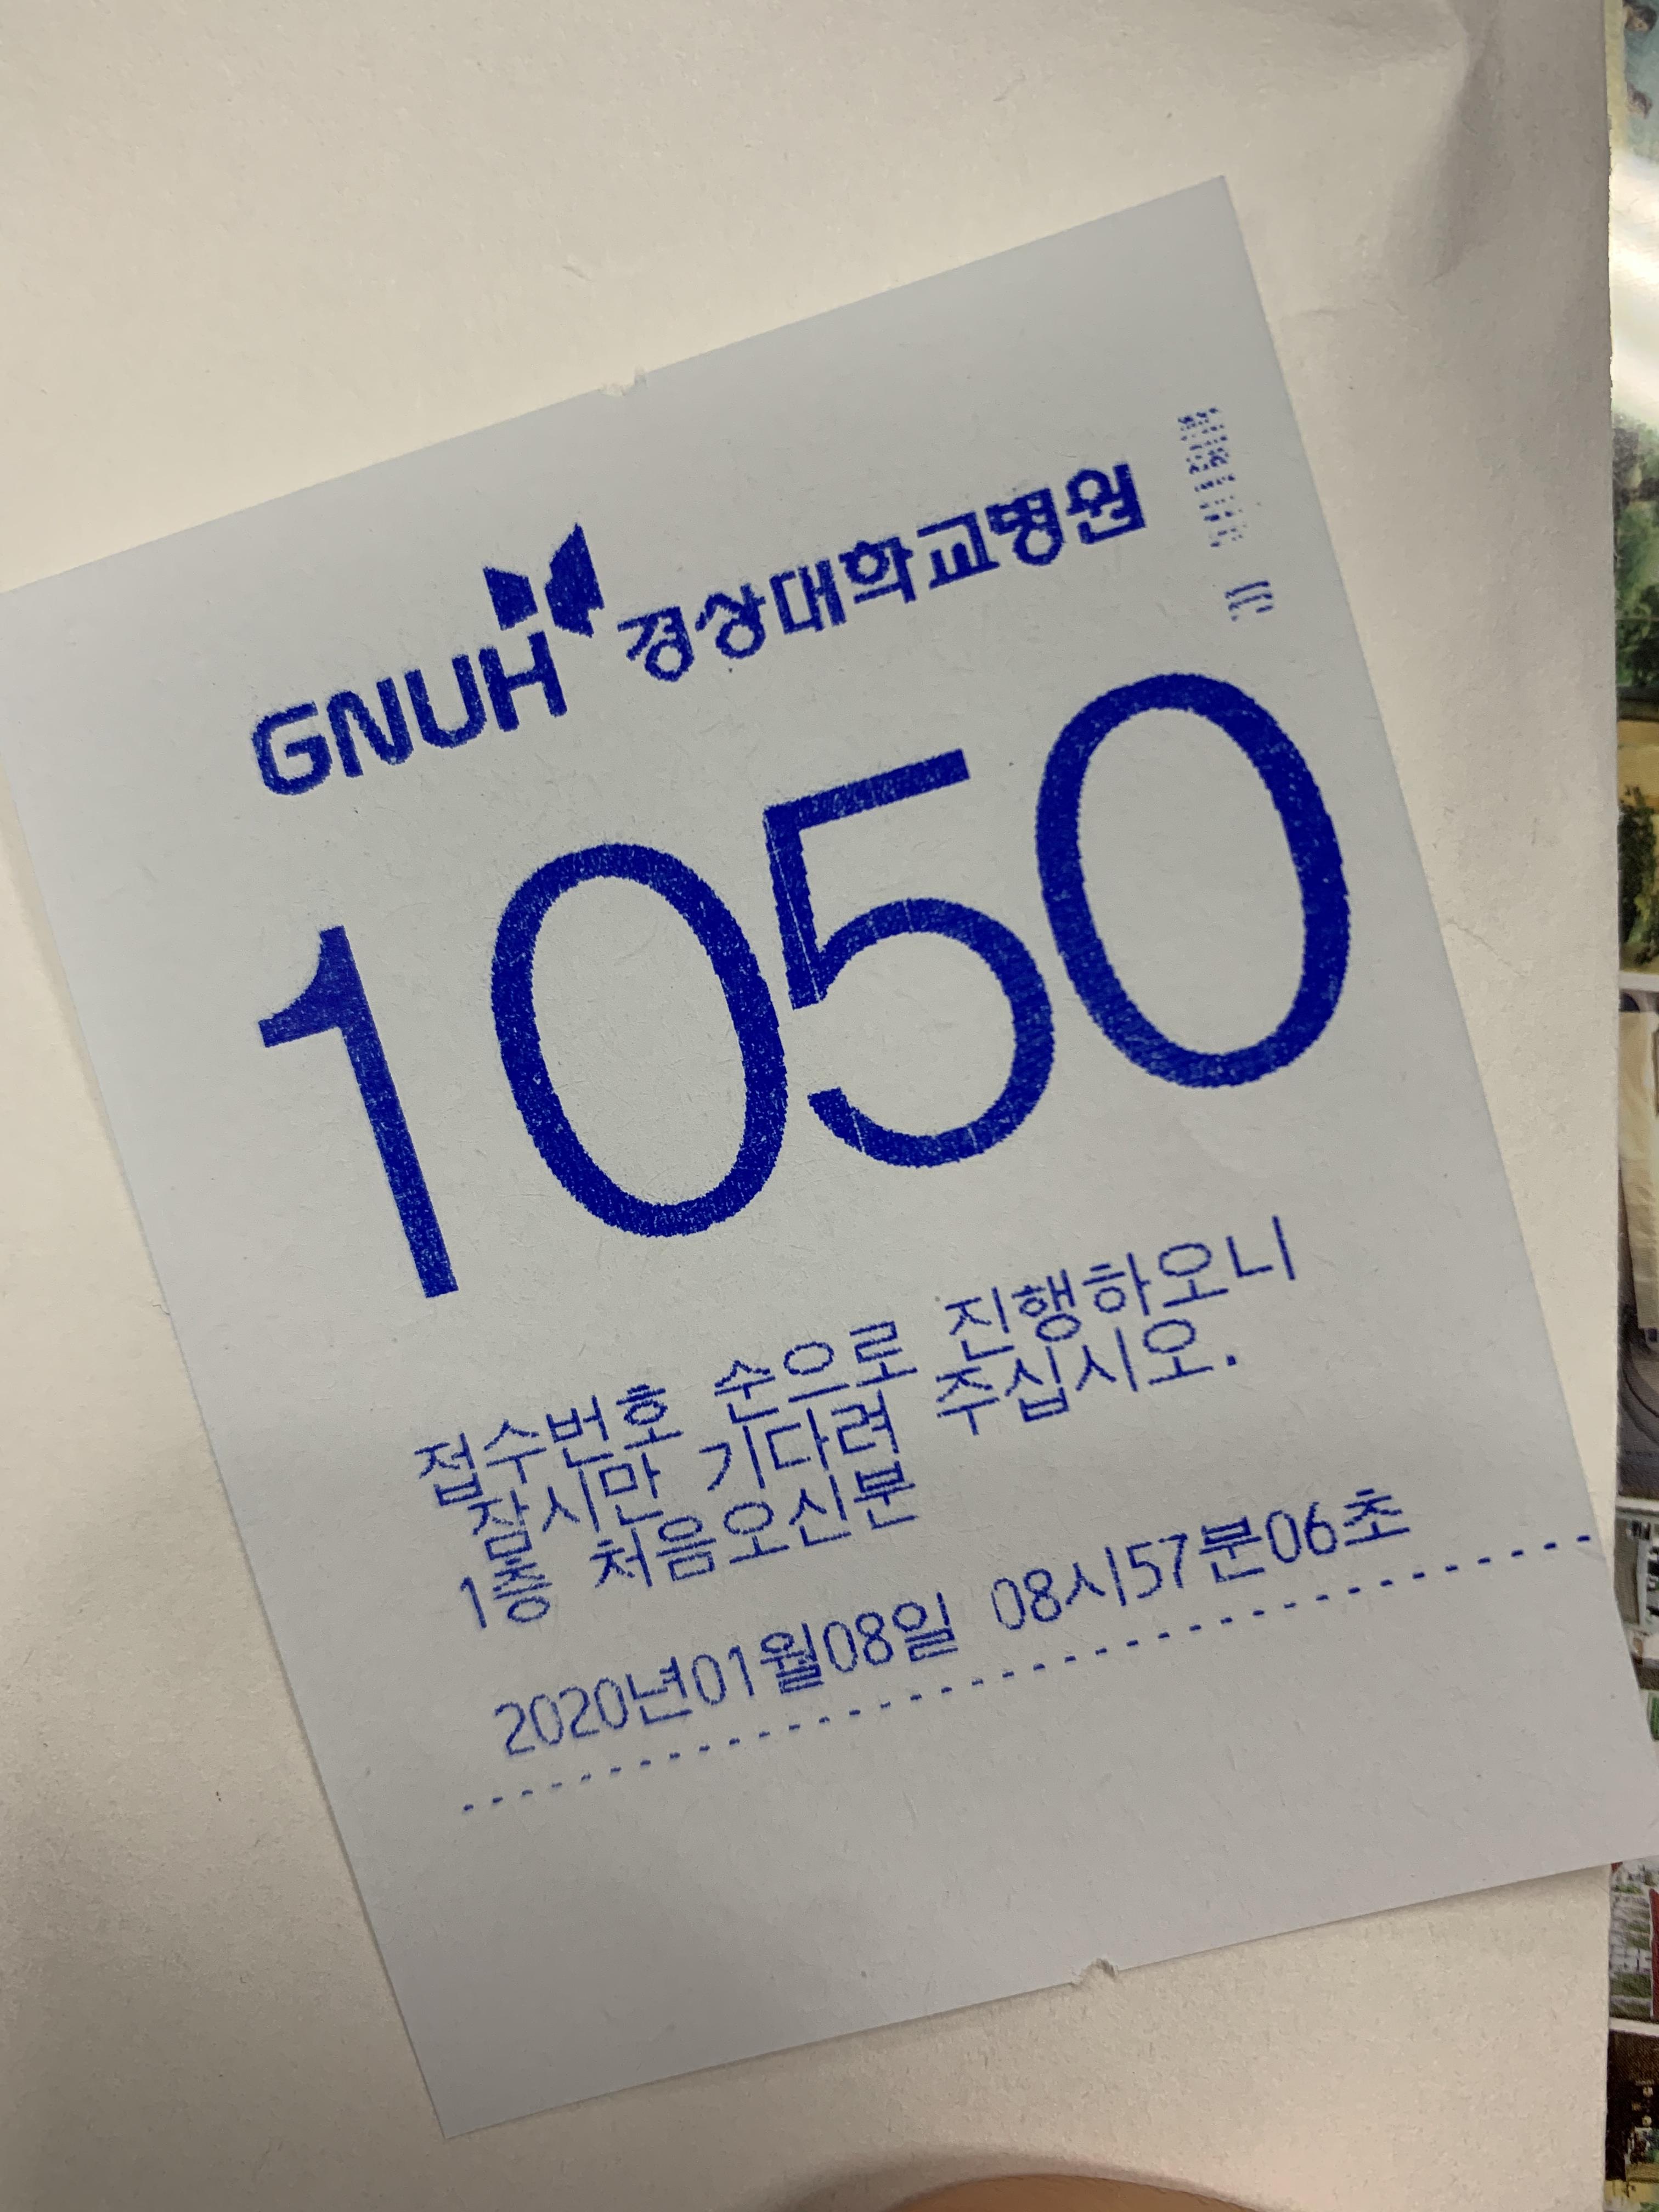 GNUH 경상대학교병원
1050
접수번호 순으로 진행하오니
잠시만 기다려 주십시오.
1층 처음오신분
2020년01월08일 08시57분06초